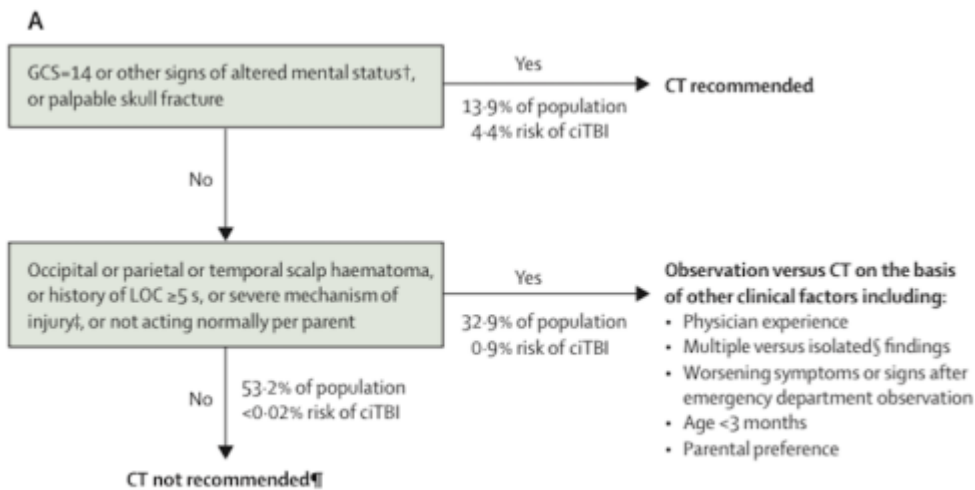 A
GCS=14 or other signs of altered mental status†,
or palpable skull fracture
Yes
13·9% of population
4·4% risk of ciTBI
CT recommended
No
Occipital or parietal or temporal scalp haematoma,
or history of LOC ≥5 s, or severe mechanism of
injury‡, or not acting normally per parent
Yes
32·9% of population
0·9% risk of ciTBI
Observation versus CT on the basis
of other clinical factors including:
• Physician experience
• Multiple versus isolated§ findings
• Worsening symptoms or signs after
emergency department observation
• Age <3 months
• Parental preference
No
53·2% of population
<0·02% risk of ciTBI
CT not recommended¶